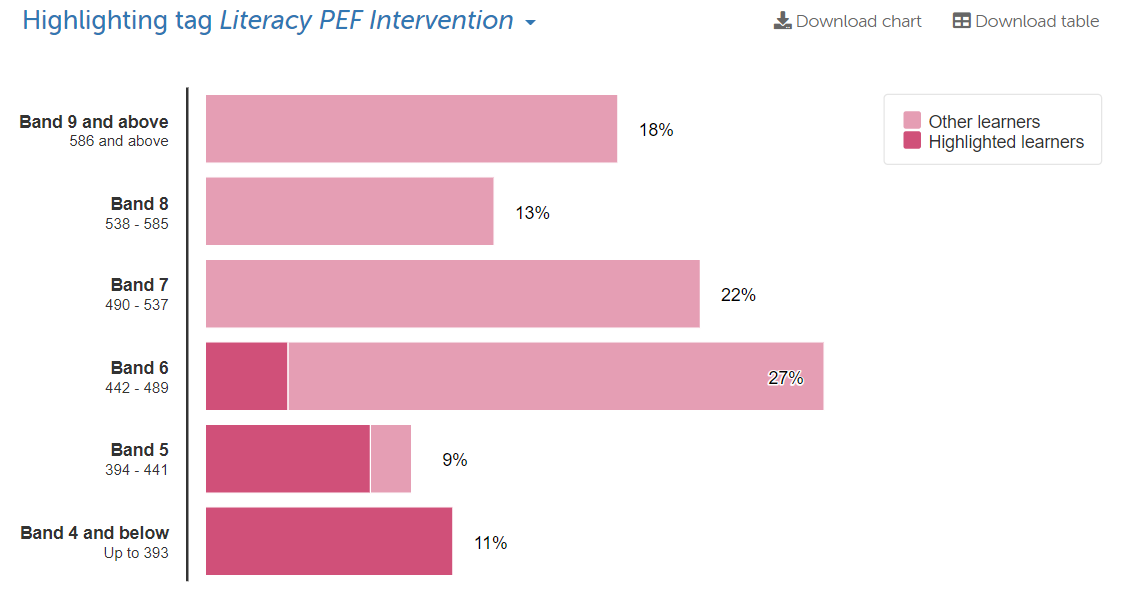 Highlighting tag Literacy PEF Intervention
Download chart
Download table
Other learners
Highlighted learners
Band 9 and above
586 and above
18%
Band 8
538 - 585
13%
Band 7
490 - 537
22%
Band 6
442 - 489
27%
Band 5
394 - 441
9%
Band 4 and below
Up to 393
11%